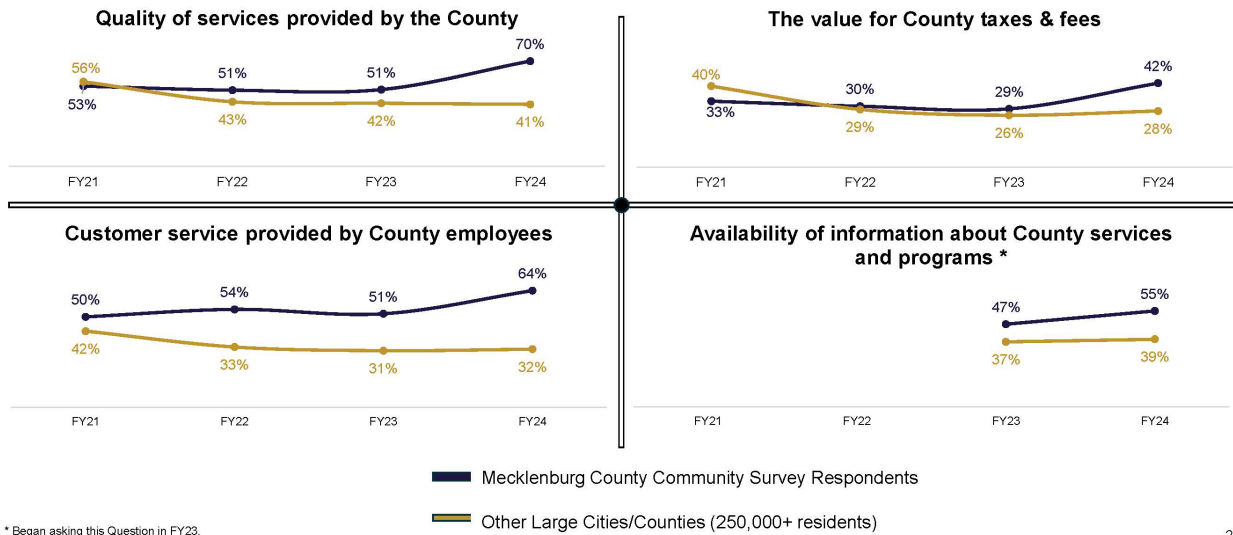 Quality of services provided by the County
70%
56%
51%
51%
53%
43%
42%
41%
FY21
FY22
FY23
FY24
The value for County taxes & fees
42%
40%
30%
29%
33%
29%
26%
28%
FY21
FY22
FY23
FY24
Customer service provided by County employees
64%
50%
54%
51%
42%
33%
31%
32%
FY21
FY22
FY23
FY24
Availability of information about County services
and programs *
47%
55%
37%
39%
FY21
FY22
FY23
FY24
Mecklenburg County Community Survey Respondents
Other Large Cities/Counties (250,000+ residents)
* Began asking this Question in FY23.